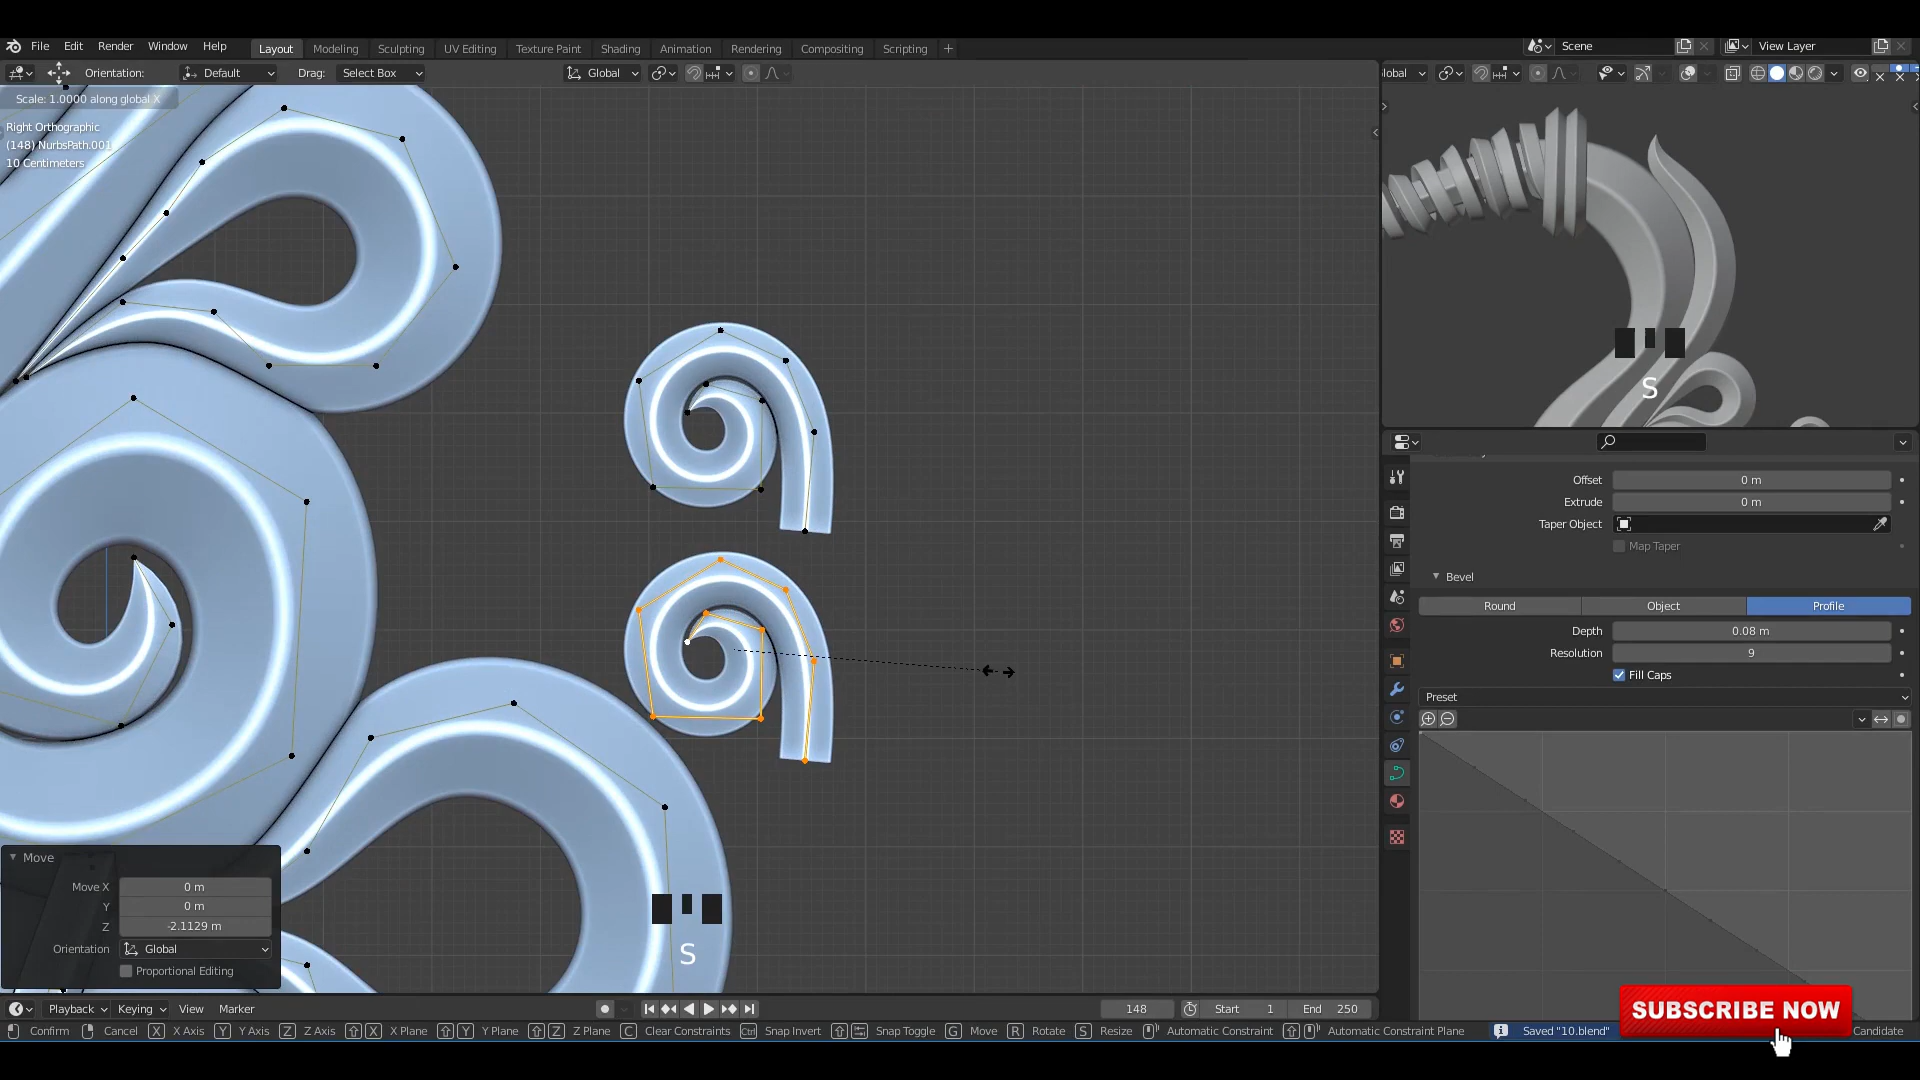 File Edit Render Window Help Layout Modeling Sculpting UV Editing Texture Paint Shading Animation Rendering Compositing Scripting + Scene View Layer
Orientation: Default Drag: Select Box Global lobal
Scale: 1.0000 along global X
Right Orthographic
(148) NurbsPath.001
10 Centimeters
S
Offset 0 m
Extrude 0 m
Taper Object
Map Taper
Bevel
Round Object Profile
Depth 0.08 m
Resolution 9
Fill Caps
Preset
Move
Move X 0 m
Y 0 m
Z -2.1129 m
Orientation Global
Proportional Editing
S
Playback Keying View Marker 148 Start 1 End 250
SUBSCRIBE NOW
Confirm Cancel X X Axis Y Y Axis Z Z Axis X X Plane Y Y Plane Z Z Plane C Clear Constraints Ctrl Snap Invert Snap Toggle G Move R Rotate S Resize Automatic Constraint Automatic Constraint Plane Saved "10.blend" Candidate